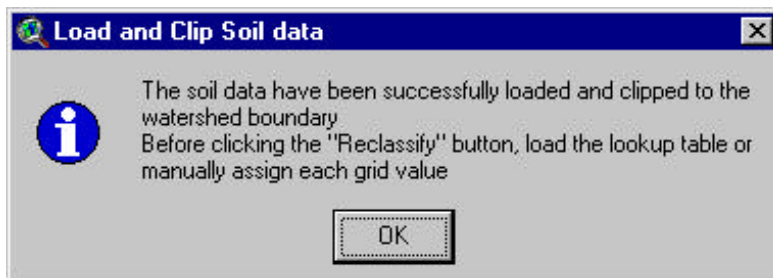 Load and Clip Soil data
The soil data have been successfully loaded and clipped to the
watershed boundary
Before clicking the "Reclassify" button, load the lookup table or
manually assign each grid value
OK